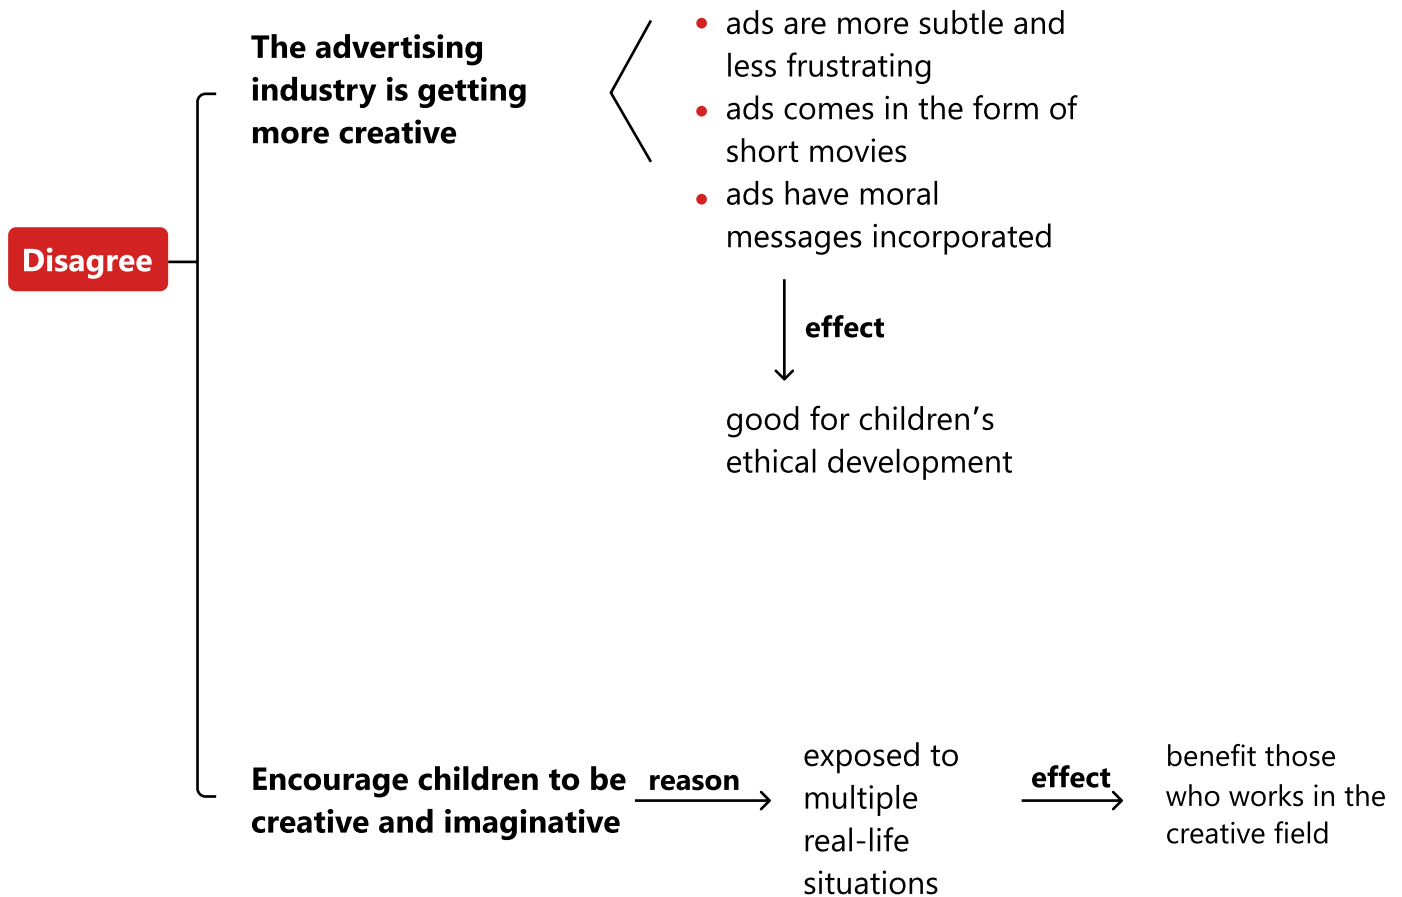 The advertising
industry is getting
more creative
ads are more subtle and
less frustrating
ads comes in the form of
short movies
ads have moral
messages incorporated
Disagree
effect
good for children’s
ethical development
Encourage children to be
creative and imaginative
reason
exposed to
multiple
real-life
situations
effect
benefit those
who works in the
creative field